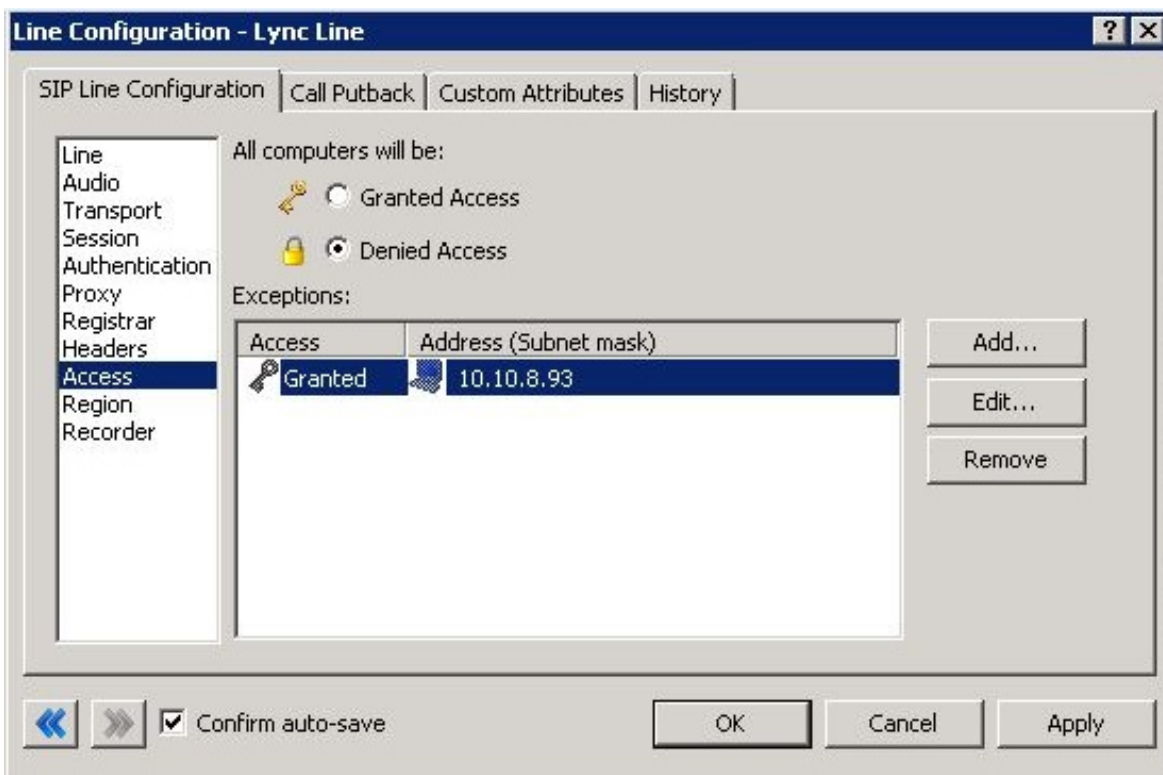 Line Configuration - Lync Line
SIP Line Configuration
Call Putback
Custom Attributes
History
Line
Audio
Transport
Session
Authentication
Proxy
Registrar
Headers
Access
Region
Recorder
All computers will be:
Granted Access
Denied Access
Exceptions:
Access Address (Subnet mask)
Granted 10.10.8.93
Add...
Edit...
Remove
Confirm auto-save
OK
Cancel
Apply